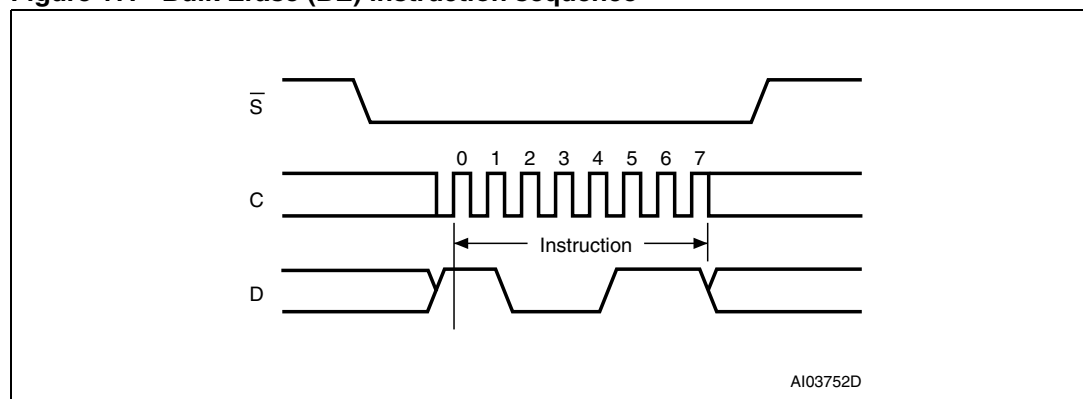 Figure 17. Bulk Erase (BE) instruction sequence
S̅
0 1 2 3 4 5 6 7
C
Instruction
D
AI03752D